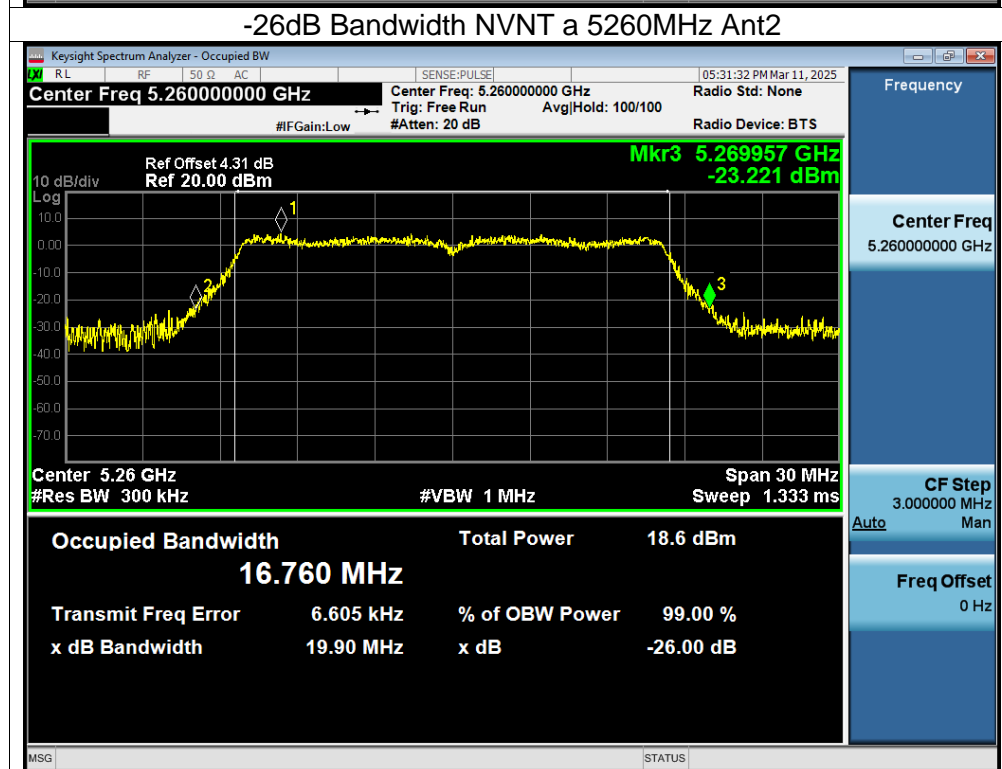 -26dB Bandwidth NVNT a 5260MHz Ant2
Keysight Spectrum Analyzer - Occupied BW
LXI RL RF 50 Ω AC SENSE:PULSE 05:31:32 PM Mar 11, 2025
Center Freq 5.260000000 GHz
Center Freq: 5.260000000 GHz
Radio Std: None
Trig: Free Run Avg|Hold: 100/100
#IFGain:Low
#Atten: 20 dB
Radio Device: BTS
Ref Offset 4.31 dB
Mkr3 5.269957 GHz
10 dB/div Ref 20.00 dBm
-23.221 dBm
Log
10.0
0.00
-10.0
-20.0
-30.0
-40.0
-50.0
-60.0
-70.0
1
2
3
Center 5.26 GHz
Span 30 MHz
#Res BW 300 kHz
#VBW 1 MHz
Sweep 1.333 ms
Occupied Bandwidth
Total Power 18.6 dBm
16.760 MHz
Transmit Freq Error 6.605 kHz
% of OBW Power 99.00 %
x dB Bandwidth 19.90 MHz
x dB -26.00 dB
Frequency
Center Freq
5.260000000 GHz
CF Step
3.000000 MHz
Auto Man
Freq Offset
0 Hz
MSG
STATUS